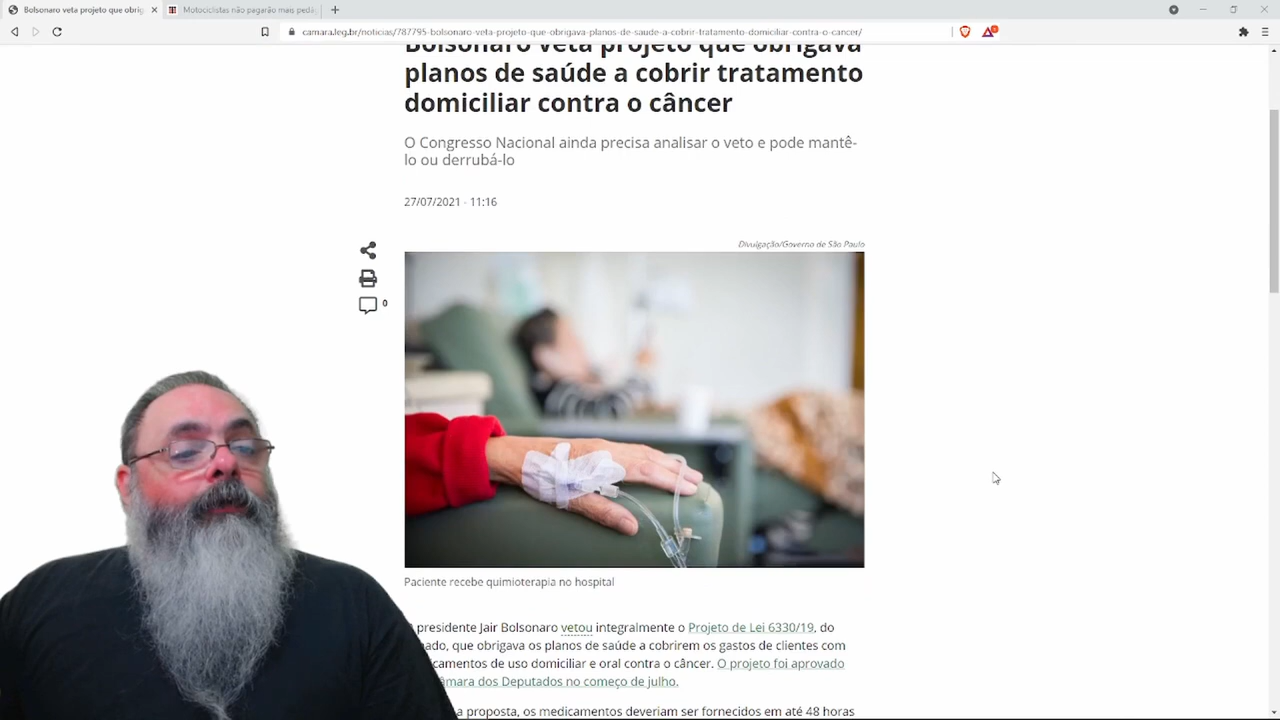 Bolsonaro veta projeto que obrig
Motociclistas não pagarão mais pedá
camara.leg.br/noticias/787795-bolsonaro-veta-projeto-que-obrigava-planos-de-saude-a-cobrir-tratamento-domiciliar-contra-o-cancer/
Bolsonaro veta projeto que obrigava
planos de saúde a cobrir tratamento
domiciliar contra o câncer
O Congresso Nacional ainda precisa analisar o veto e pode mantê-
lo ou derrubá-lo
27/07/2021 - 11:16
Divulgação/Governo de São Paulo
0
Paciente recebe quimioterapia no hospital
presidente Jair Bolsonaro vetou integralmente o Projeto de Lei 6330/19, do
nado, que obrigava os planos de saúde a cobrirem os gastos de clientes com
camentos de uso domiciliar e oral contra o câncer. O projeto foi aprovado
âmara dos Deputados no começo de julho.
a proposta, os medicamentos deveriam ser fornecidos em até 48 horas